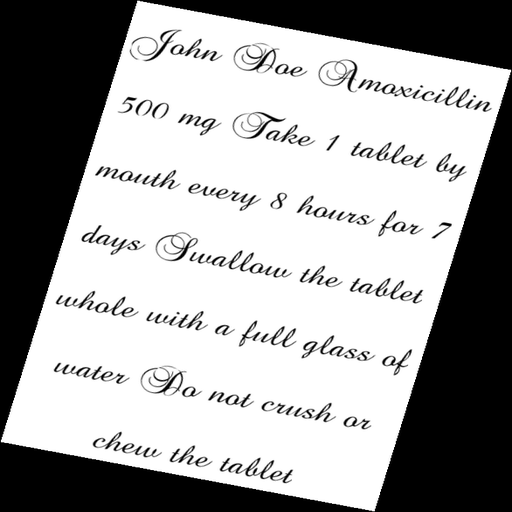 John Doe Amoxicillin
500 mg Take 1 tablet by
mouth every 8 hours for 7
days Swallow the tablet
whole with a full glass of
water Do not crush or
chew the tablet